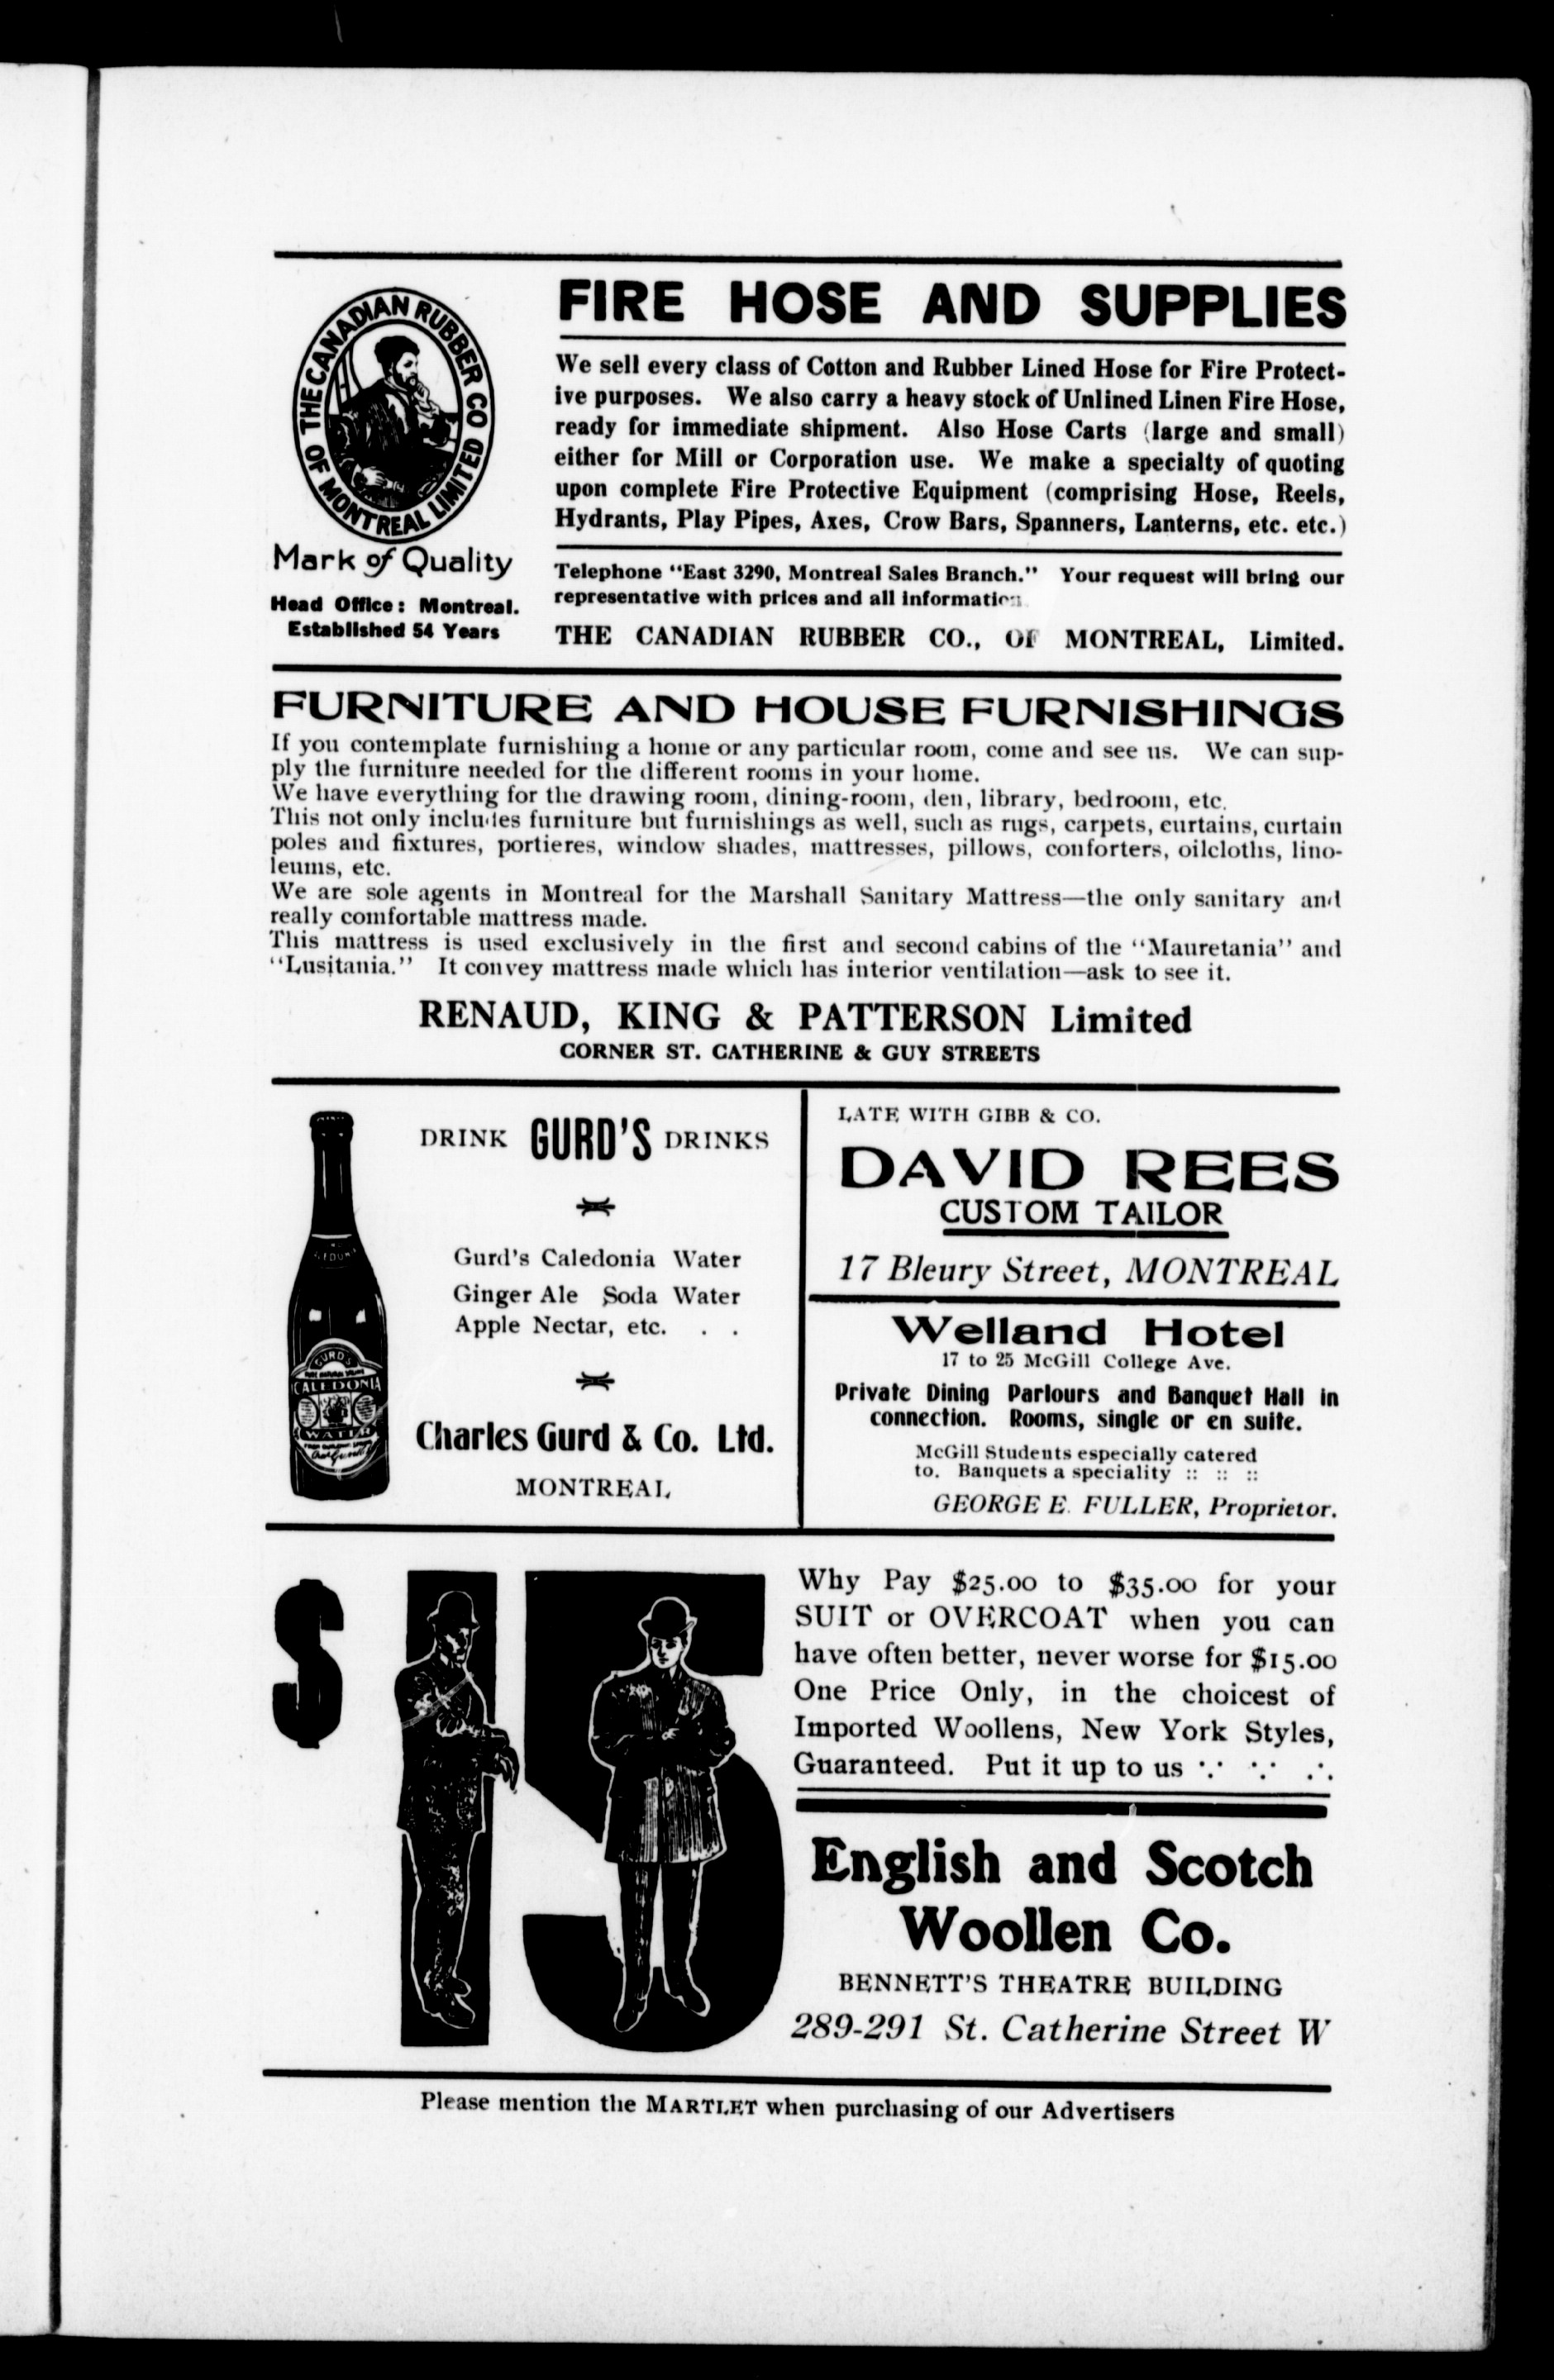 THE CANADIAN RUBBER CO
OF MONTREAL LIMITED
Mark of Quality
Head Office: Montreal.
Established 54 Years
FIRE HOSE AND SUPPLIES
We sell every class of Cotton and Rubber Lined Hose for Fire Protect-
ive purposes. We also carry a heavy stock of Unlined Linen Fire Hose,
ready for immediate shipment. Also Hose Carts (large and small)
either for Mill or Corporation use. We make a specialty of quoting
upon complete Fire Protective Equipment (comprising Hose, Reels,
Hydrants, Play Pipes, Axes, Crow Bars, Spanners, Lanterns, etc. etc.)
Telephone "East 3290, Montreal Sales Branch." Your request will bring our
representative with prices and all information
THE CANADIAN RUBBER CO., OF MONTREAL, Limited.
FURNITURE AND HOUSE FURNISHINGS
If you contemplate furnishing a home or any particular room, come and see us. We can sup-
ply the furniture needed for the different rooms in your home.
We have everything for the drawing room, dining-room, den, library, bedroom, etc.
This not only includes furniture but furnishings as well, such as rugs, carpets, curtains, curtain
poles and fixtures, portieres, window shades, mattresses, pillows, conforters, oilcloths, lino-
leums, etc.
We are sole agents in Montreal for the Marshall Sanitary Mattress—the only sanitary and
really comfortable mattress made.
This mattress is used exclusively in the first and second cabins of the "Mauretania" and
"Lusitania." It convey mattress made which has interior ventilation—ask to see it.
RENAUD, KING & PATTERSON Limited
CORNER ST. CATHERINE & GUY STREETS
DRINK GURD'S DRINKS
Gurd's Caledonia Water
Ginger Ale Soda Water
Apple Nectar, etc. . .
Charles Gurd & Co. Ltd.
MONTREAL
GURD'S
CALEDONIA
WATER
LATE WITH GIBB & CO.
DAVID REES
CUSTOM TAILOR
17 Bleury Street, MONTREAL
Welland Hotel
17 to 25 McGill College Ave.
Private Dining Parlours and Banquet Hall in
connection. Rooms, single or en suite.
McGill Students especially catered
to. Banquets a speciality :: :: ::
GEORGE E. FULLER, Proprietor.
$15
Why Pay $25.00 to $35.00 for your
SUIT or OVERCOAT when you can
have often better, never worse for $15.00
One Price Only, in the choicest of
Imported Woollens, New York Styles,
Guaranteed. Put it up to us ∵ ∵ ∴
English and Scotch
Woollen Co.
BENNETT'S THEATRE BUILDING
289-291 St. Catherine Street W
Please mention the MARTLET when purchasing of our Advertisers